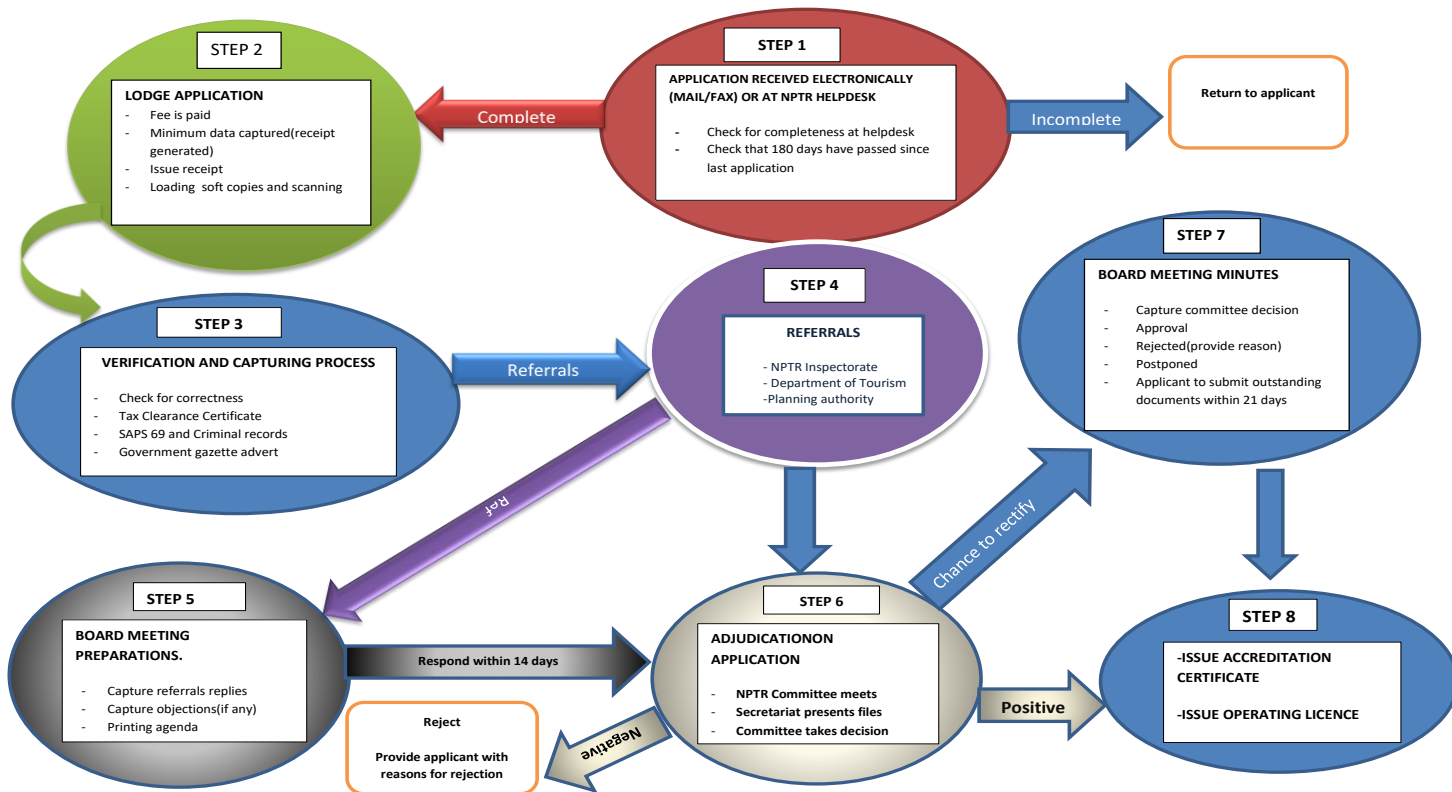 STEP 1
APPLICATION RECEIVED ELECTRONICALLY
(MAIL/FAX) OR AT NPTR HELPDESK
- Check for completeness at helpdesk
- Check that 180 days have passed since
last application
Complete
Incomplete
Return to applicant
STEP 2
LODGE APPLICATION
- Fee is paid
- Minimum data captured(receipt
generated)
- Issue receipt
- Loading soft copies and scanning
STEP 3
VERIFICATION AND CAPTURING PROCESS
- Check for correctness
- Tax Clearance Certificate
- SAPS 69 and Criminal records
- Government gazette advert
Referrals
STEP 4
REFERRALS
- NPTR Inspectorate
- Department of Tourism
-Planning authority
Ref
STEP 5
BOARD MEETING
PREPARATIONS.
- Capture referrals replies
- Capture objections(if any)
- Printing agenda
Respond within 14 days
STEP 6
ADJUDICATIONON
APPLICATION
- NPTR Committee meets
- Secretariat presents files
- Committee takes decision
Negative
Reject
Provide applicant with
reasons for rejection
Chance to rectify
Positive
STEP 7
BOARD MEETING MINUTES
- Capture committee decision
- Approval
- Rejected(provide reason)
- Postponed
- Applicant to submit outstanding
documents within 21 days
STEP 8
-ISSUE ACCREDITATION
CERTIFICATE
-ISSUE OPERATING LICENCE